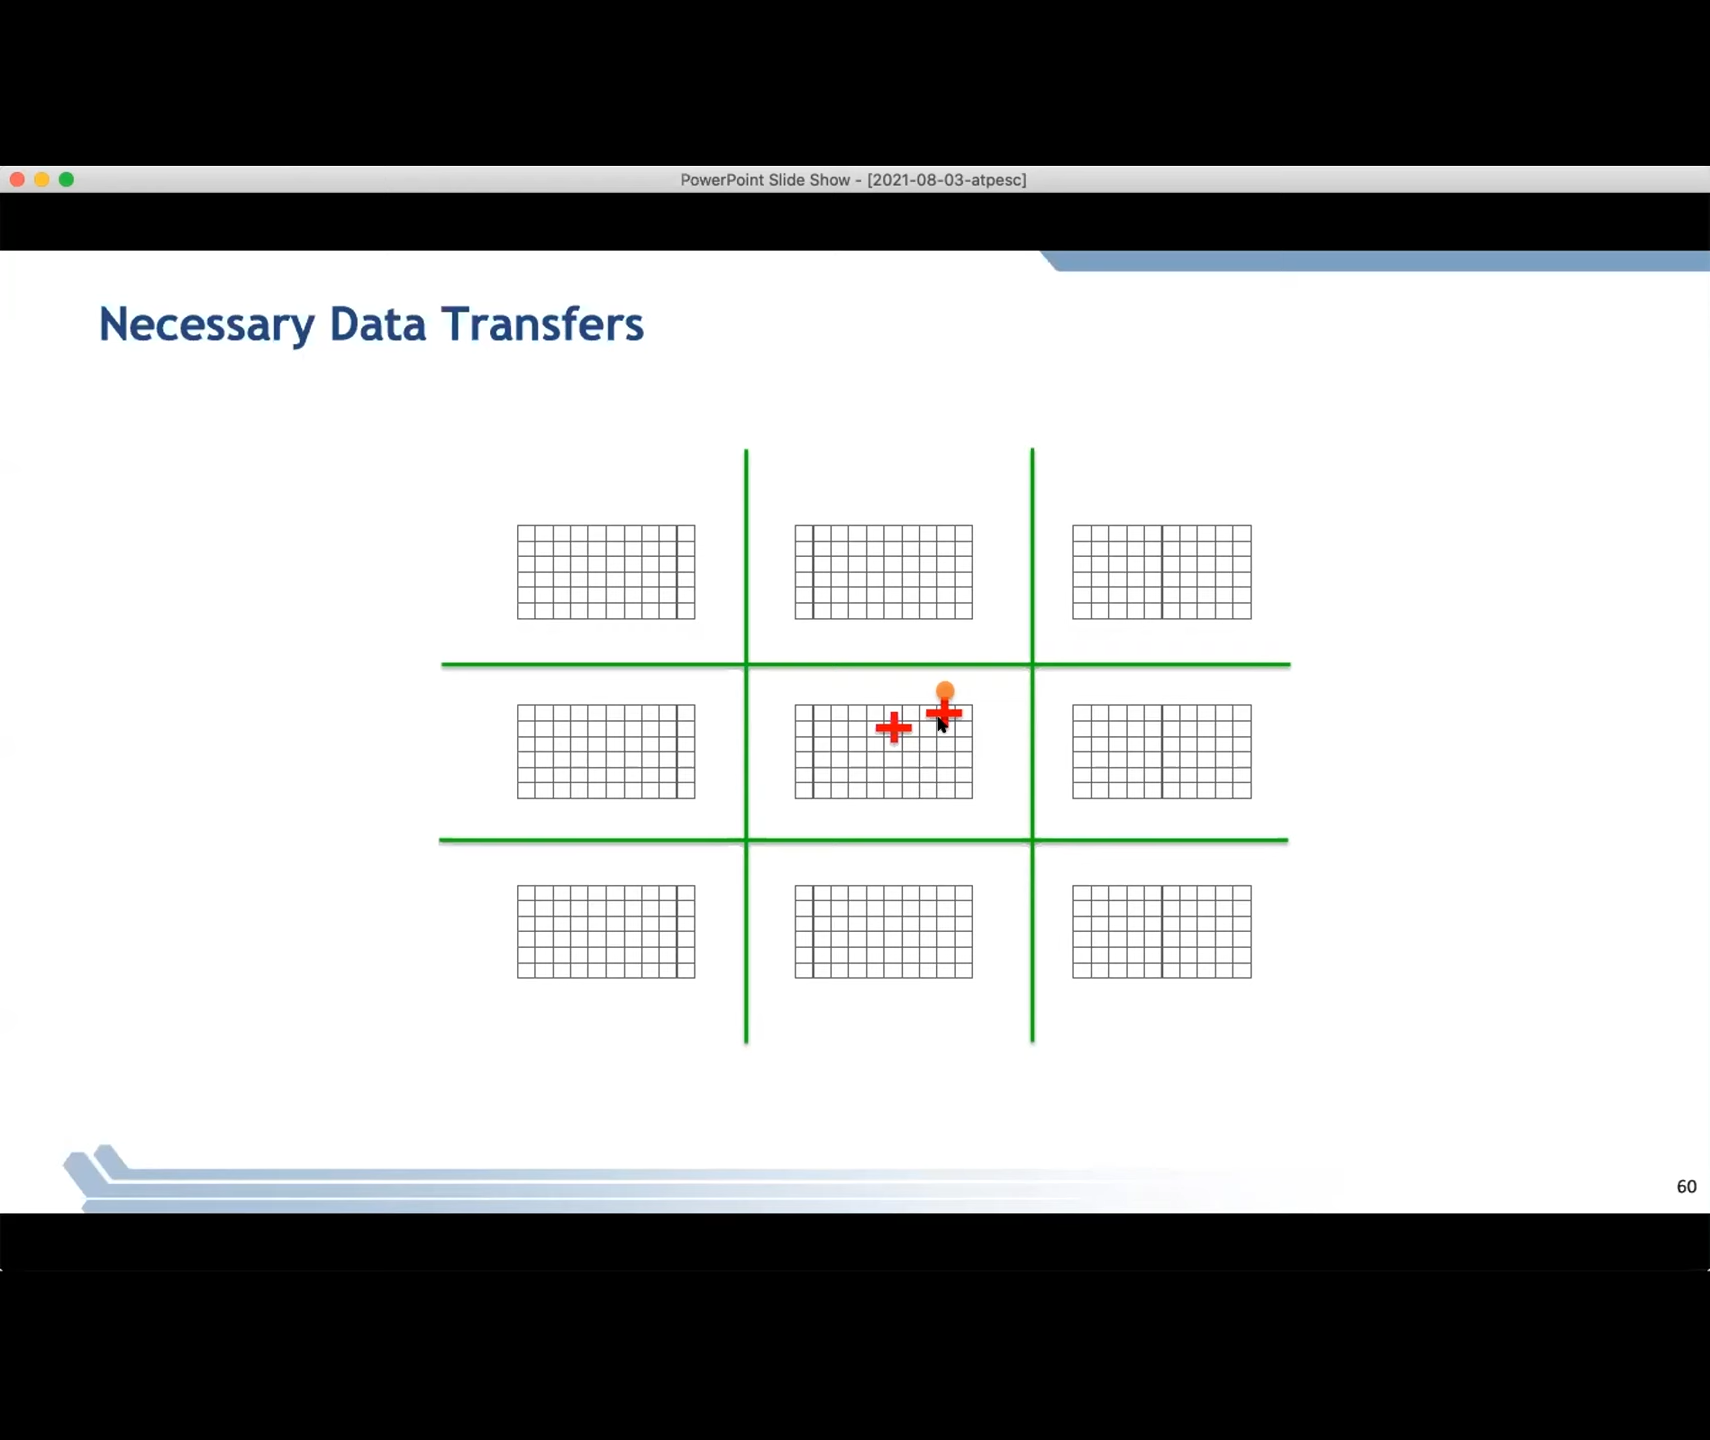 PowerPoint Slide Show - [2021-08-03-atpesc]
Necessary Data Transfers
60